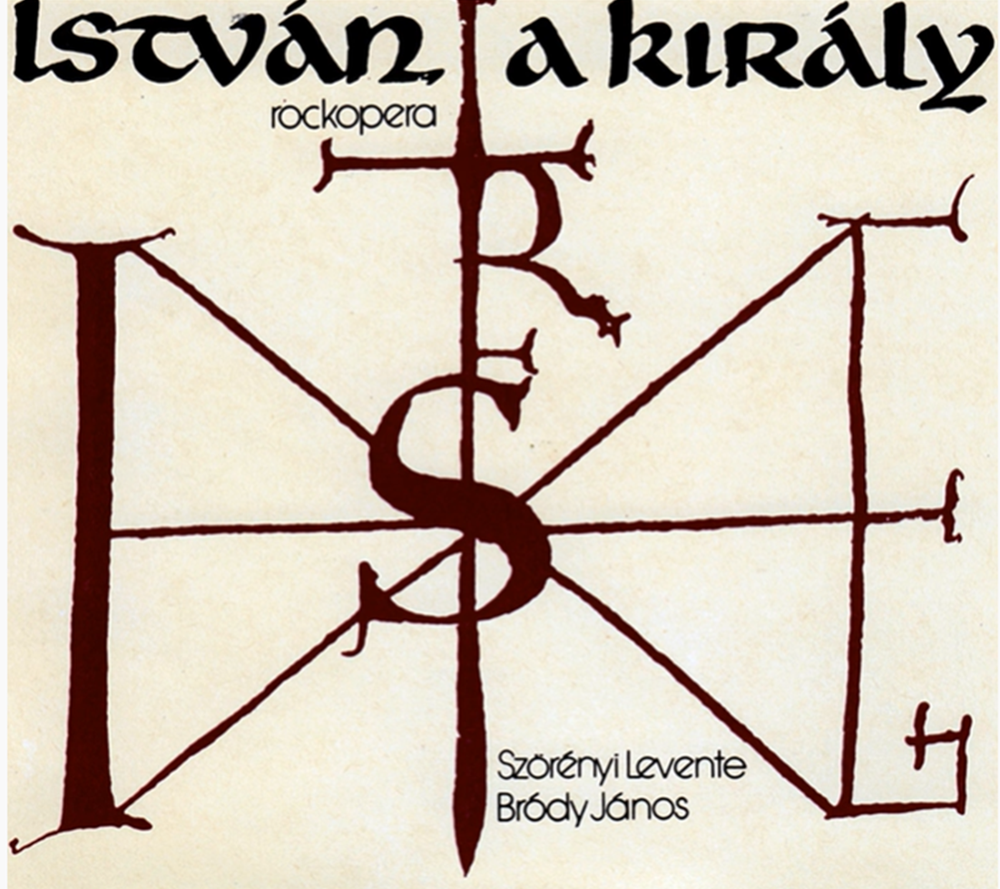 István a király
rockopera
Szörényi Levente
Bródy János